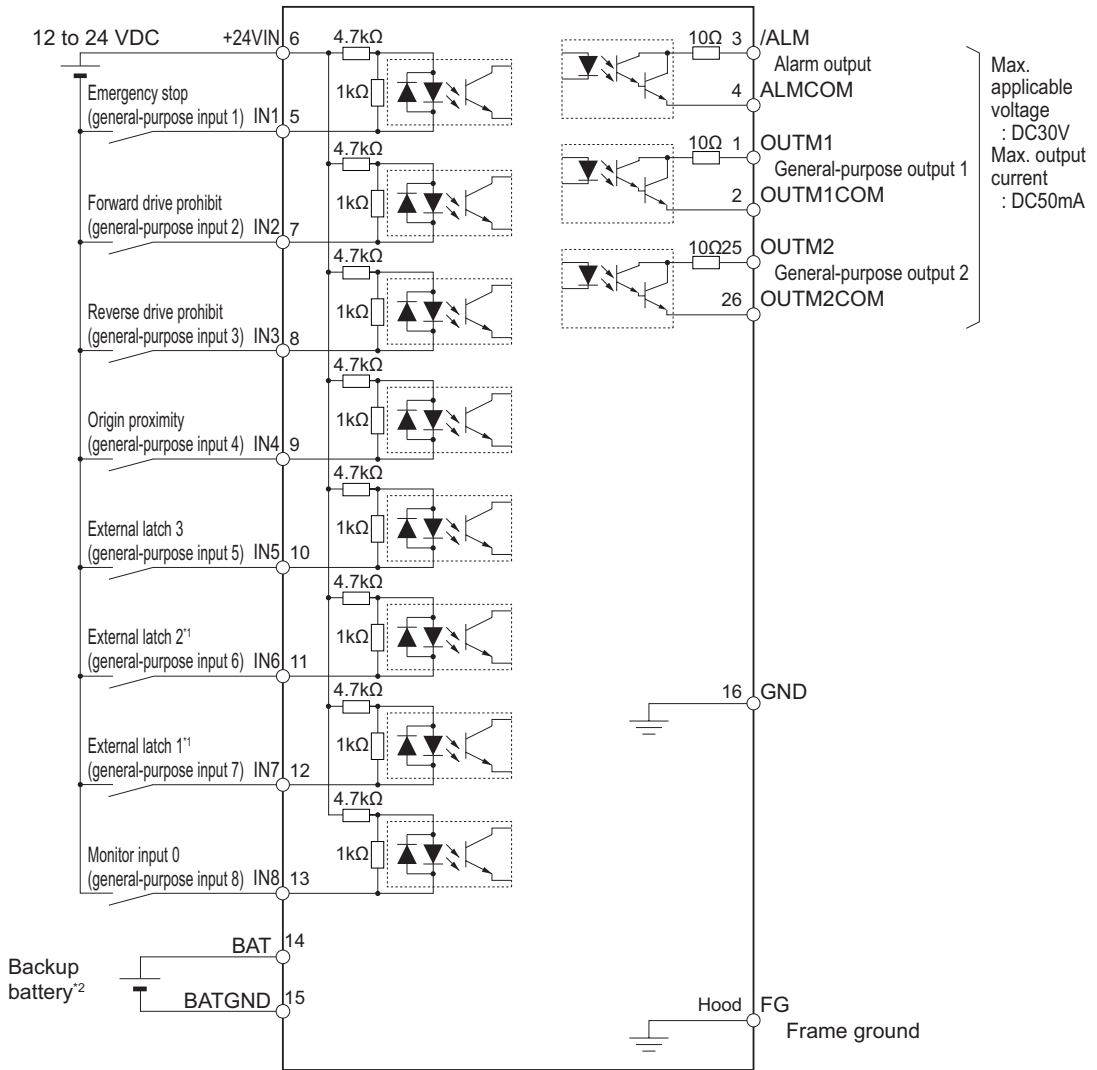 12 to 24 VDC
+24VIN 6
4.7kΩ
1kΩ
Emergency stop
(general-purpose input 1) IN1 5
4.7kΩ
1kΩ
Forward drive prohibit
(general-purpose input 2) IN2 7
4.7kΩ
1kΩ
Reverse drive prohibit
(general-purpose input 3) IN3 8
4.7kΩ
1kΩ
Origin proximity
(general-purpose input 4) IN4 9
4.7kΩ
1kΩ
External latch 3
(general-purpose input 5) IN5 10
4.7kΩ
1kΩ
External latch 2*1
(general-purpose input 6) IN6 11
4.7kΩ
1kΩ
External latch 1*1
(general-purpose input 7) IN7 12
4.7kΩ
1kΩ
Monitor input 0
(general-purpose input 8) IN8 13
BAT 14
Backup
battery*2
BATGND 15
10Ω 3 /ALM
Alarm output
4 ALMCOM
10Ω 1 OUTM1
General-purpose output 1
2 OUTM1COM
10Ω 25 OUTM2
General-purpose output 2
26 OUTM2COM
Max.
applicable
voltage
: DC30V
Max. output
current
: DC50mA
16 GND
Hood FG
Frame ground